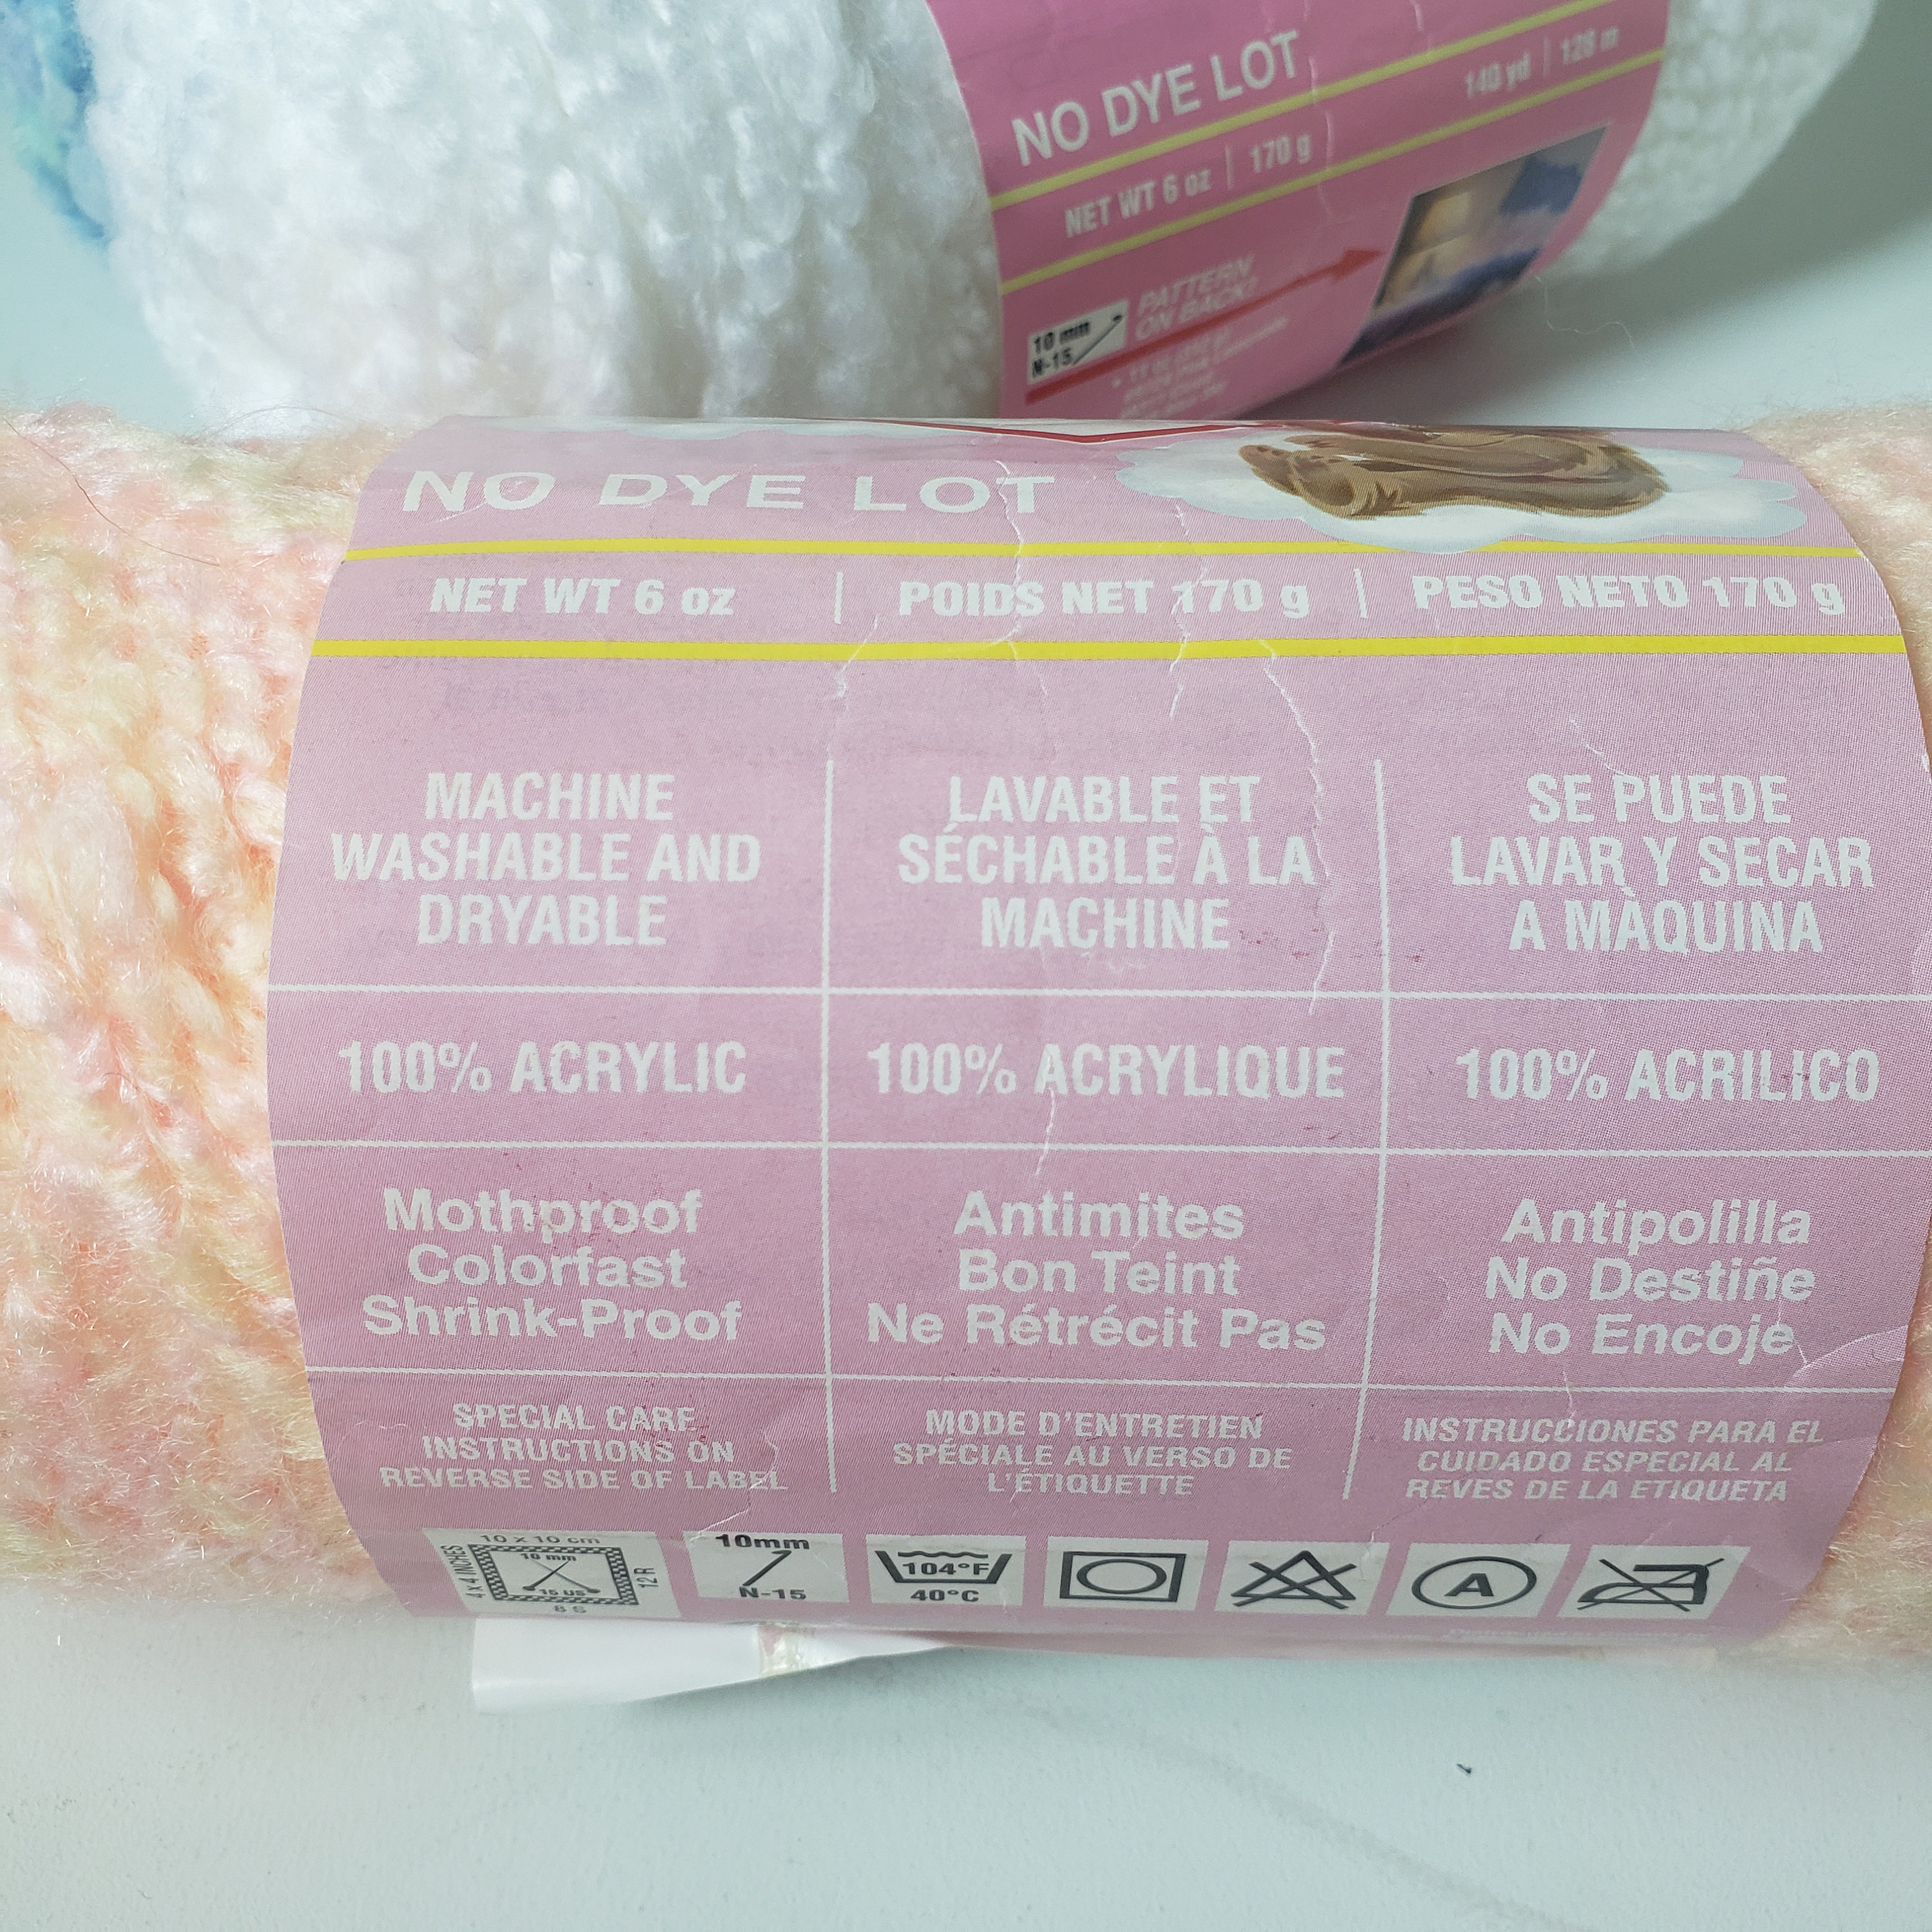 NO DYE LOT
140 yd | 128 m
NET WT 6 oz | 170 g
PATTERN
ON BACK!
10 mm
N-15
NO DYE LOT
NET WT 6 oz | POIDS NET 170 g | PESO NETO 170 g
MACHINE
WASHABLE AND
DRYABLE
LAVABLE ET
SÉCHABLE À LA
MACHINE
SE PUEDE
LAVAR Y SECAR
A MÀQUINA
100% ACRYLIC
100% ACRYLIQUE
100% ACRILICO
Mothproof
Colorfast
Shrink-Proof
Antimites
Bon Teint
Ne Rétrécit Pas
Antipolilla
No Destiñe
No Encoje
SPECIAL CARE
INSTRUCTIONS ON
REVERSE SIDE OF LABEL
MODE D'ENTRETIEN
SPÉCIALE AU VERSO DE
L'ÉTIQUETTE
INSTRUCCIONES PARA EL
CUIDADO ESPECIAL AL
REVES DE LA ETIQUETA
10 x 10 cm
4 x 4 INCHES
10 mm
15 US
12 R
8 S
10mm
N-15
104°F
40°C
A